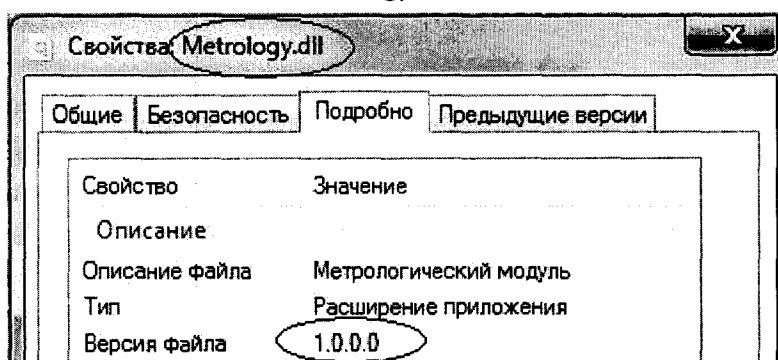 Свойства: Metrology.dll
Общие Безопасность Подробно Предыдущие версии
Свойство Значение
Описание
Описание файла Метрологический модуль
Тип Расширение приложения
Версия файла 1.0.0.0